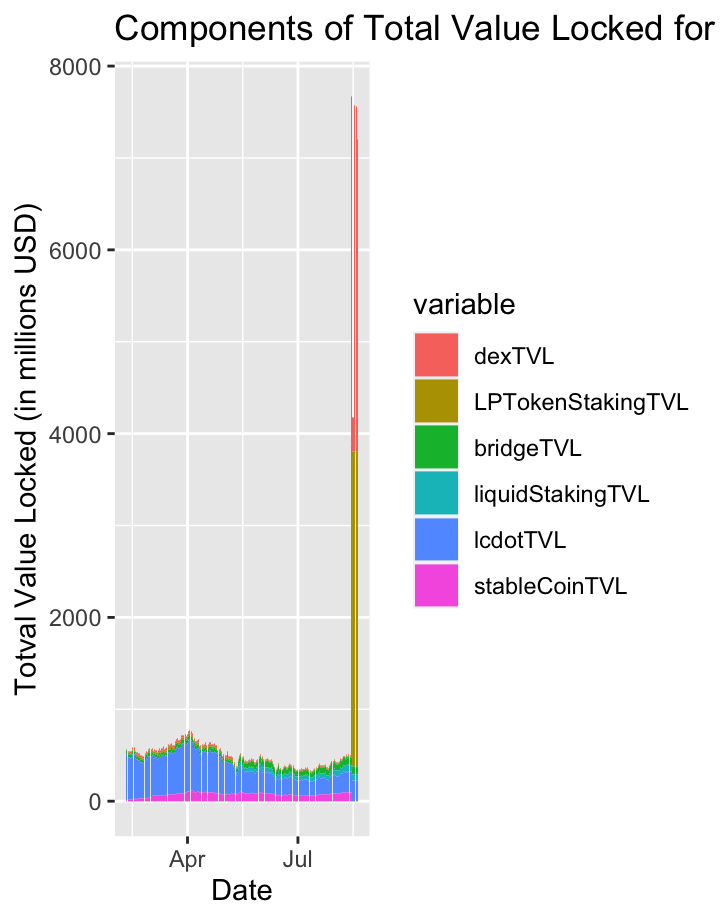 Components of Total Value Locked for
Totval Value Locked (in millions USD)
8000
6000
4000
2000
0
Apr
Jul
Date
variable
dexTVL
LPTokenStakingTVL
bridgeTVL
liquidStakingTVL
lcdotTVL
stableCoinTVL